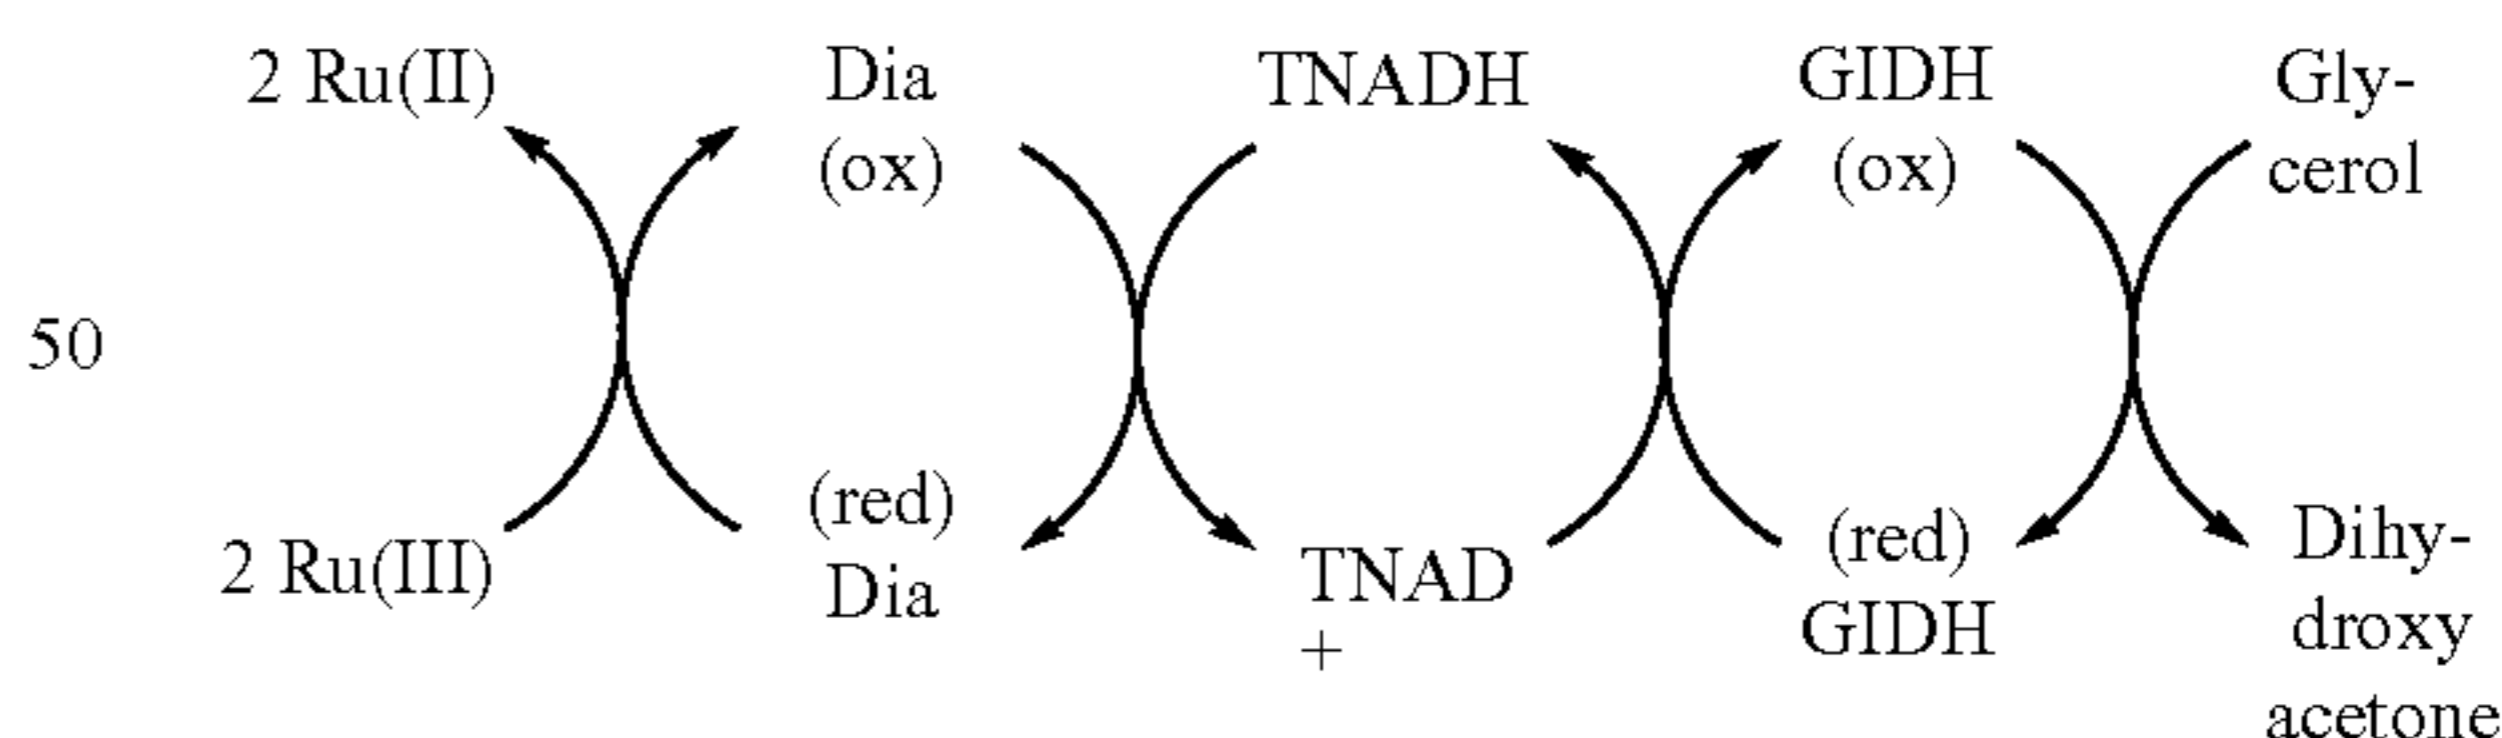 2 Ru(II)
Dia
(ox)
TNADH
GIDH
(ox)
Gly-
cerol
50
2 Ru(III)
(red)
Dia
TNAD
+
(red)
GIDH
Dihy-
droxy
acetone